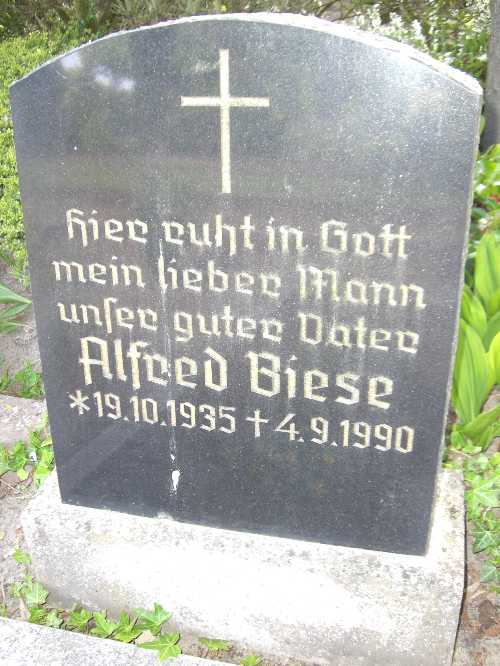 Hier ruht in Gott
mein lieber Mann
unser guter Vater
Alfred Biese
*19.10.1935 †4.9.1990